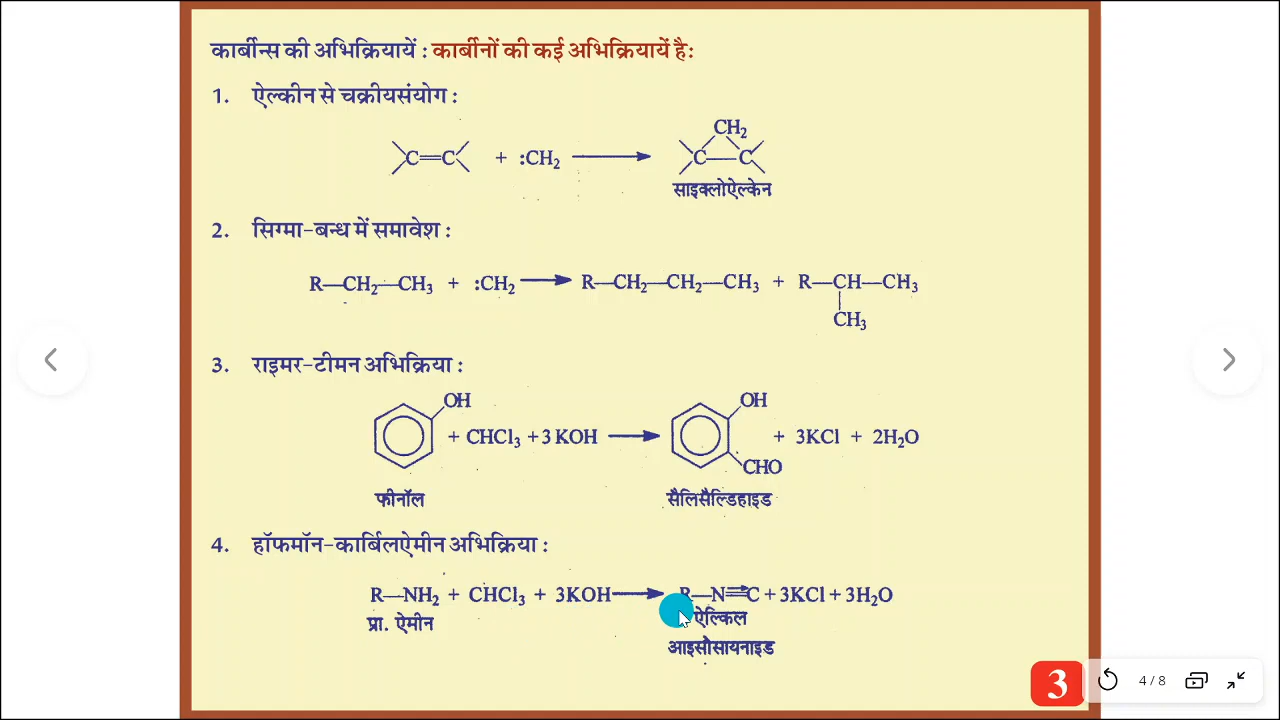 कार्बीन्स की अभिक्रियायें : कार्बीनों की कई अभिक्रियायें है:
1. ऐल्कीन से चक्रीयसंयोग :
CH₂
C=C + :CH₂ → C—C
साइक्लोऐल्केन
2. सिग्मा-बन्ध में समावेश :
R—CH₂—CH₃ + :CH₂ → R—CH₂—CH₂—CH₃ + R—CH—CH₃
CH₃
3. राइमर-टीमन अभिक्रिया :
OH OH
+ CHCl₃ + 3 KOH → + 3KCl + 2H₂O
CHO
फीनॉल सैलिसैल्डिहाइड
4. हॉफमॉन-कार्बिलऐमीन अभिक्रिया :
R—NH₂ + CHCl₃ + 3KOH → R—N≡C + 3KCl + 3H₂O
प्रा. ऐमीन ऐल्किल
आइसोसायनाइड
3
4 / 8